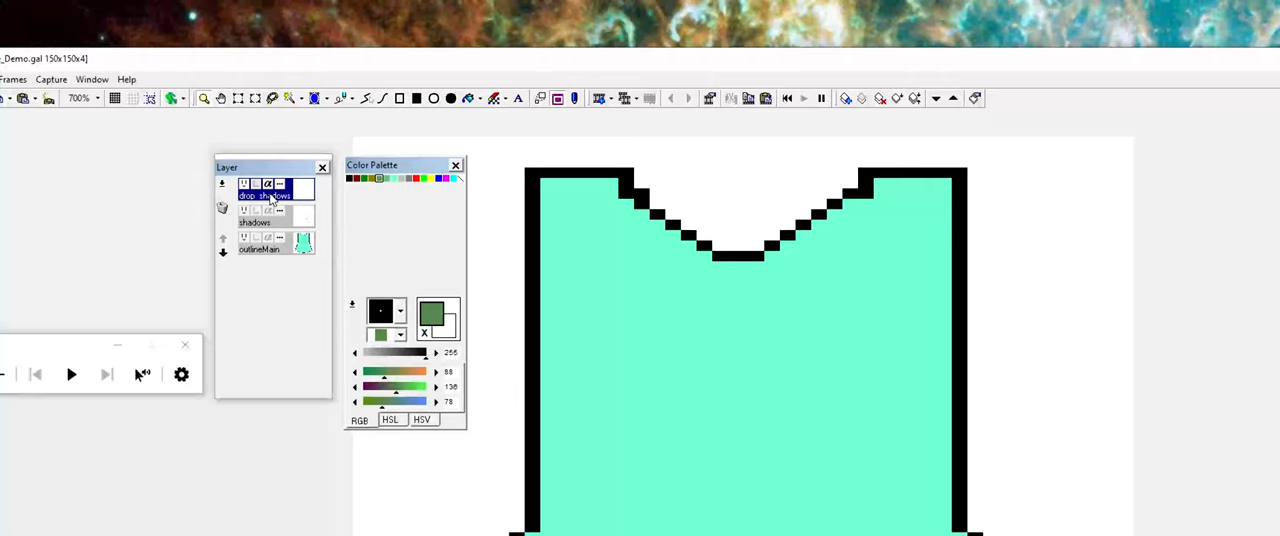 _Demo.gal 150x150x4]
Frames Capture Window Help
700% A
Layer
drop_shadows
shadows
outlineMain
Color Palette
X
256
88
136
78
RGB HSL HSV